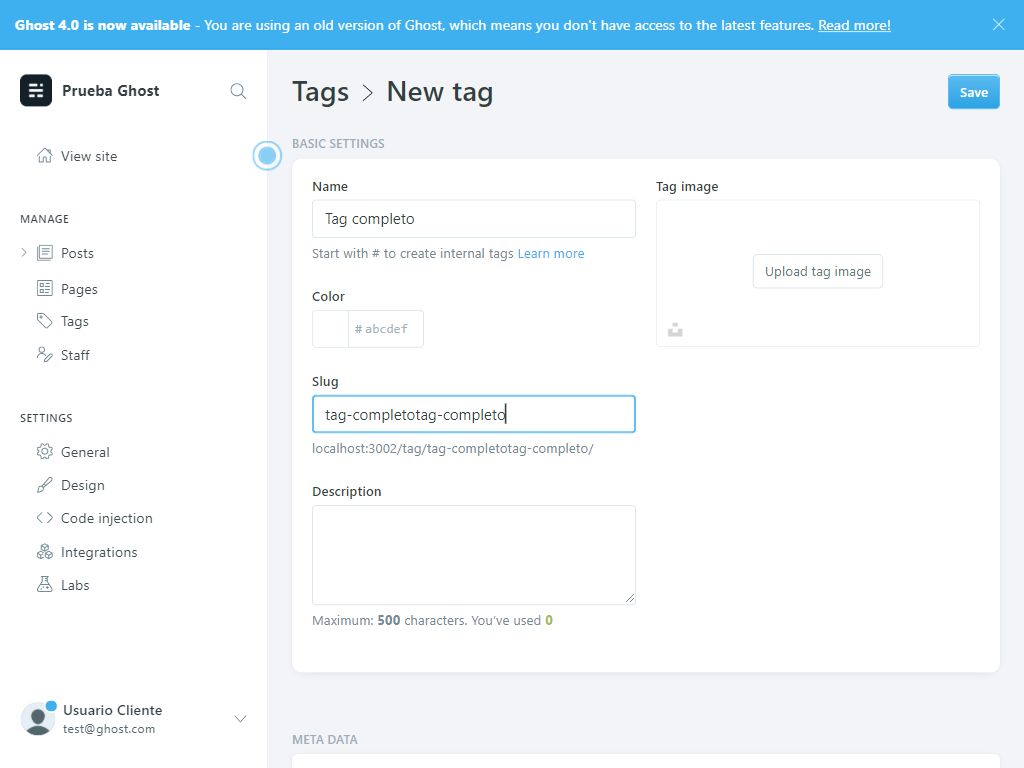 Ghost 4.0 is now available - You are using an old version of Ghost, which means you don't have access to the latest features. Read more!
Prueba Ghost
View site
MANAGE
Posts
Pages
Tags
Staff
SETTINGS
General
Design
Code injection
Integrations
Labs
Usuario Cliente
test@ghost.com
Tags > New tag
Save
BASIC SETTINGS
Name
Tag completo
Start with # to create internal tags Learn more
Color
# abcdef
Slug
tag-completotag-completo
localhost:3002/tag/tag-completotag-completo/
Description
Maximum: 500 characters. You've used 0
Tag image
Upload tag image
META DATA